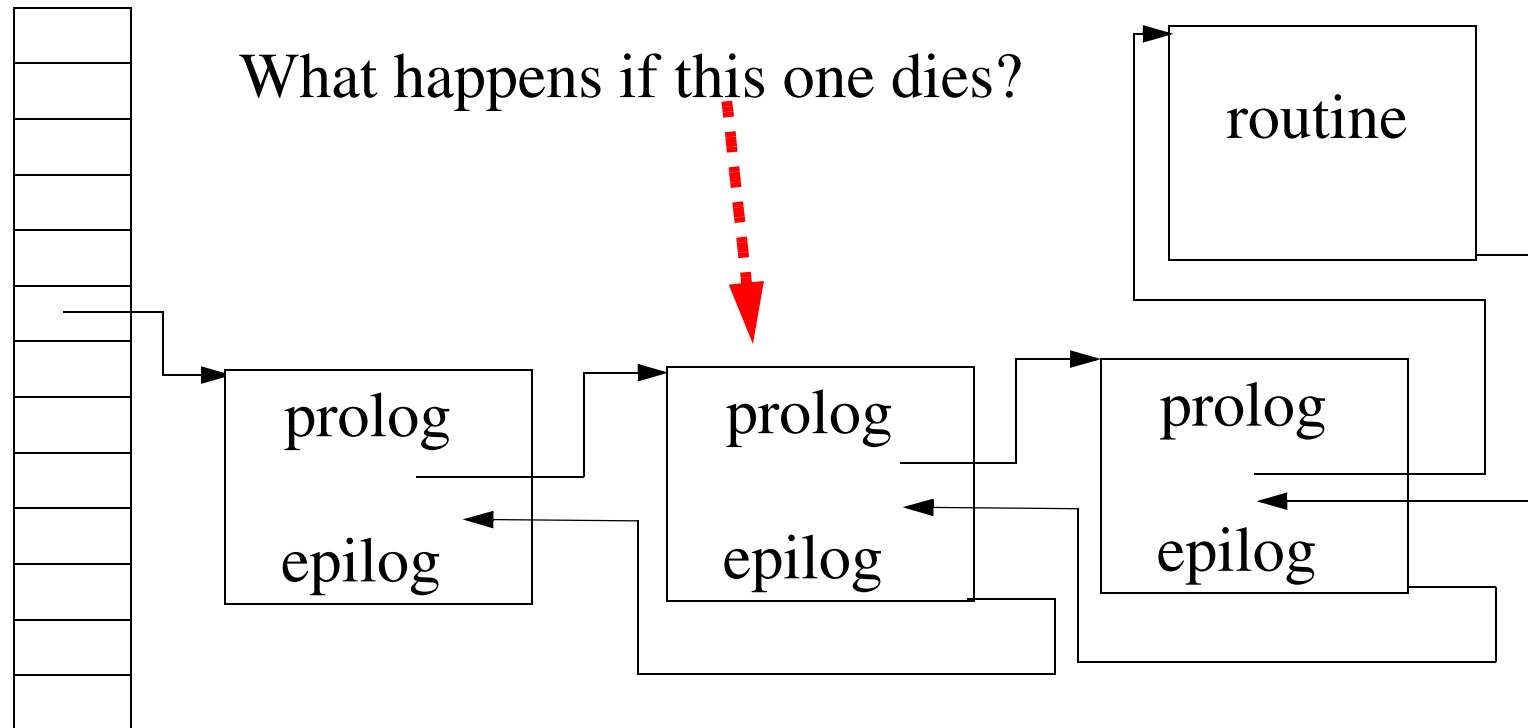 What happens if this one dies?
routine
prolog
epilog
prolog
epilog
prolog
epilog